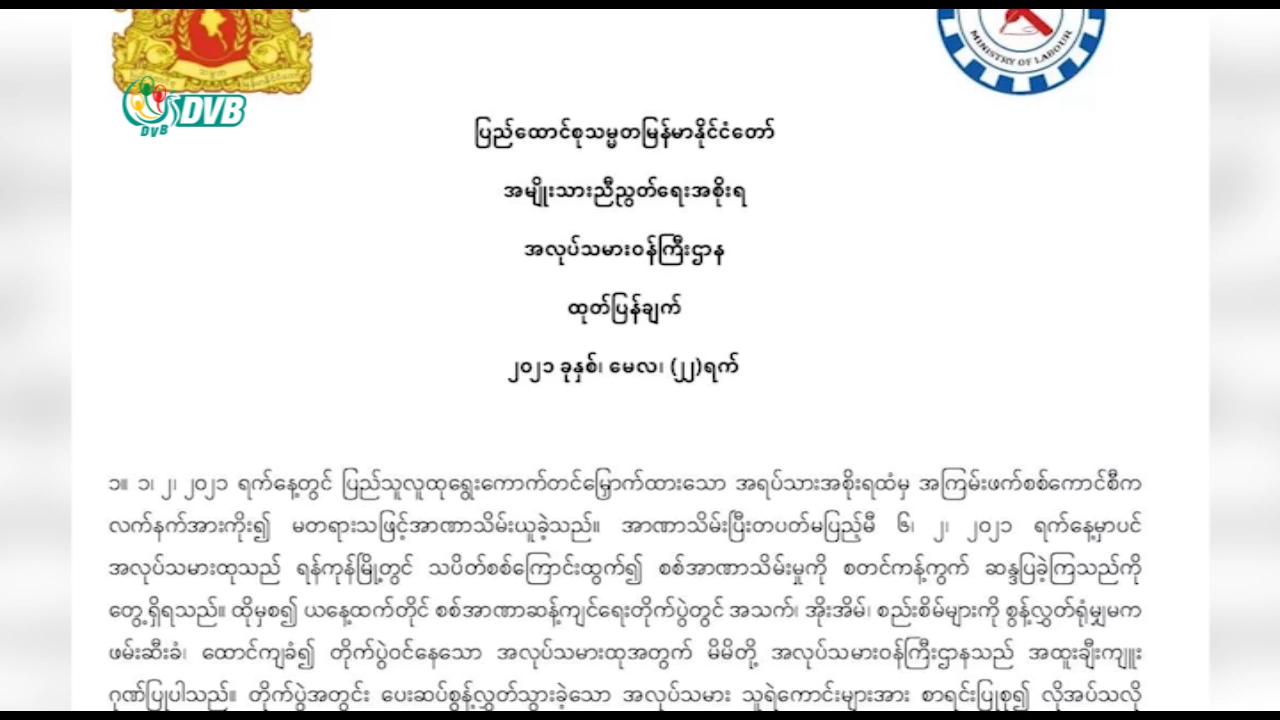 MINISTRY OF LABOUR
DVB
DVB
ပြည်ထောင်စုသမ္မတမြန်မာနိုင်ငံတော်
အမျိုးသားညီညွတ်ရေးအစိုးရ
အလုပ်သမားဝန်ကြီးဌာန
ထုတ်ပြန်ချက်
၂၀၂၁ ခုနှစ်၊ မေလ၊ (၂၂)ရက်
၁။ ၁၊ ၂၊ ၂၀၂၁ ရက်နေ့တွင် ပြည်သူလူထုရွေးကောက်တင်မြှောက်ထားသော အရပ်သားအစိုးရထံမှ အကြမ်းဖက်စစ်ကောင်စီက
လက်နက်အားကိုး၍ မတရားသဖြင့်အာဏာသိမ်းယူခဲ့သည်။ အာဏာသိမ်းပြီးတပတ်မပြည့်မီ ၆၊ ၂၊ ၂၀၂၁ ရက်နေ့မှာပင်
အလုပ်သမားထုသည် ရန်ကုန်မြို့တွင် သပိတ်စစ်ကြောင်းထွက်၍ စစ်အာဏာသိမ်းမှုကို စတင်ကန့်ကွက် ဆန္ဒပြခဲ့ကြသည်ကို
တွေ့ရှိရသည်။ ထိုမှစ၍ ယနေ့ထက်တိုင် စစ်အာဏာဆန့်ကျင်ရေးတိုက်ပွဲတွင် အသက်၊ အိုးအိမ်၊ စည်းစိမ်များကို စွန့်လွှတ်ရုံမျှမက
ဖမ်းဆီးခံ၊ ထောင်ကျခံ၍ တိုက်ပွဲဝင်နေသော အလုပ်သမားထုအတွက် မိမိတို့ အလုပ်သမားဝန်ကြီးဌာနသည် အထူးချီးကျူး
ဂုဏ်ပြုပါသည်။ တိုက်ပွဲအတွင်း ပေးဆပ်စွန့်လွှတ်သွားခဲ့သော အလုပ်သမား သူရဲကောင်းများအား စာရင်းပြုစု၍ လိုအပ်သလို